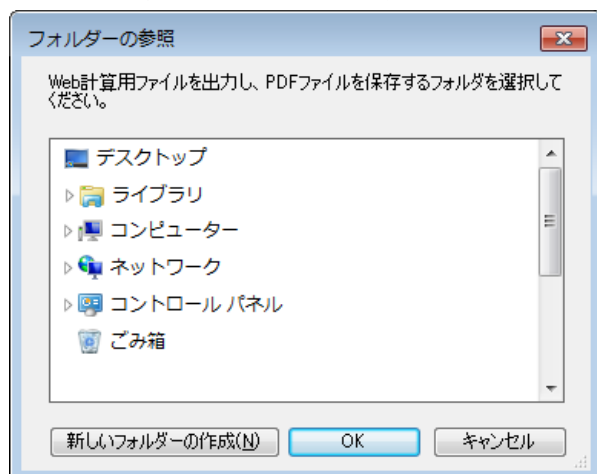 フォルダーの参照
Web計算用ファイルを出力し、PDFファイルを保存するフォルダを選択して
ください。
デスクトップ
ライブラリ
コンピューター
ネットワーク
コントロール パネル
ごみ箱
新しいフォルダーの作成(N) OK キャンセル